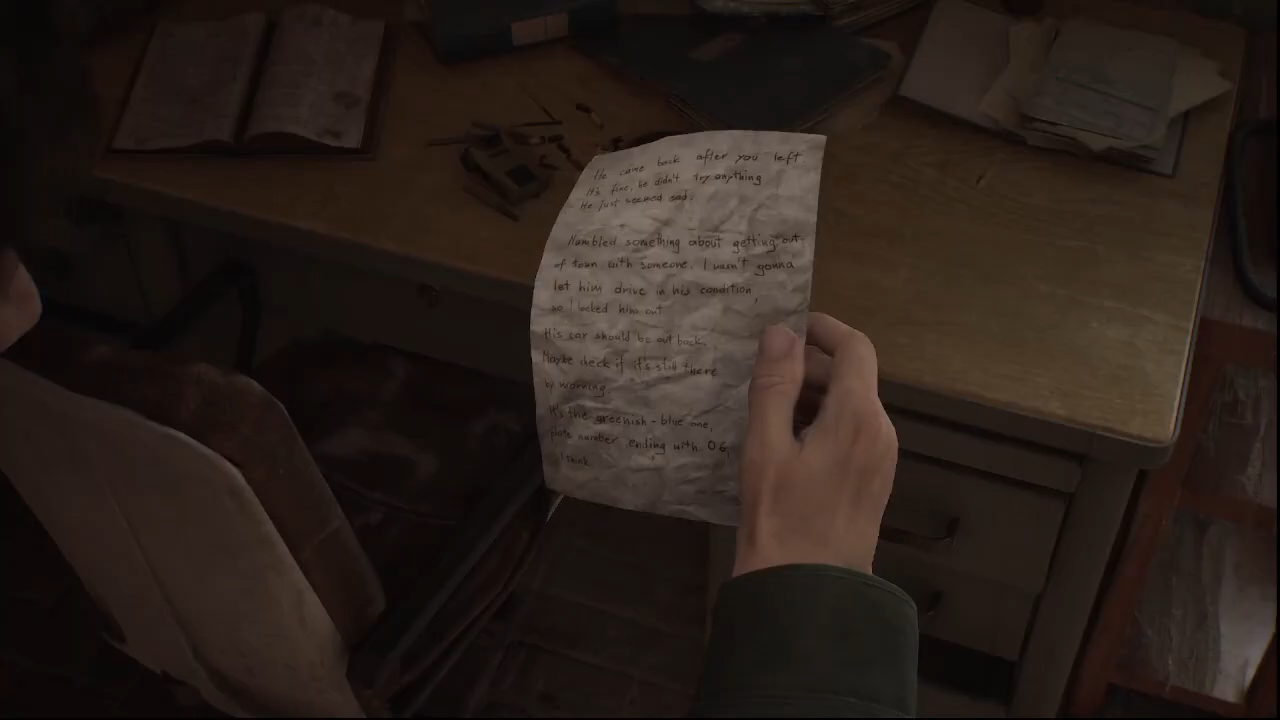 He came back after you left
It's fine, he didn't try anything
He just seemed sad.
Mumbled something about getting out
of town with someone. I wasn't gonna
let him drive in his condition,
so I locked him out
His car should be out back.
Maybe check if it's still there
by morning.
It's the greenish-blue one,
plate number ending with 06,
I think.